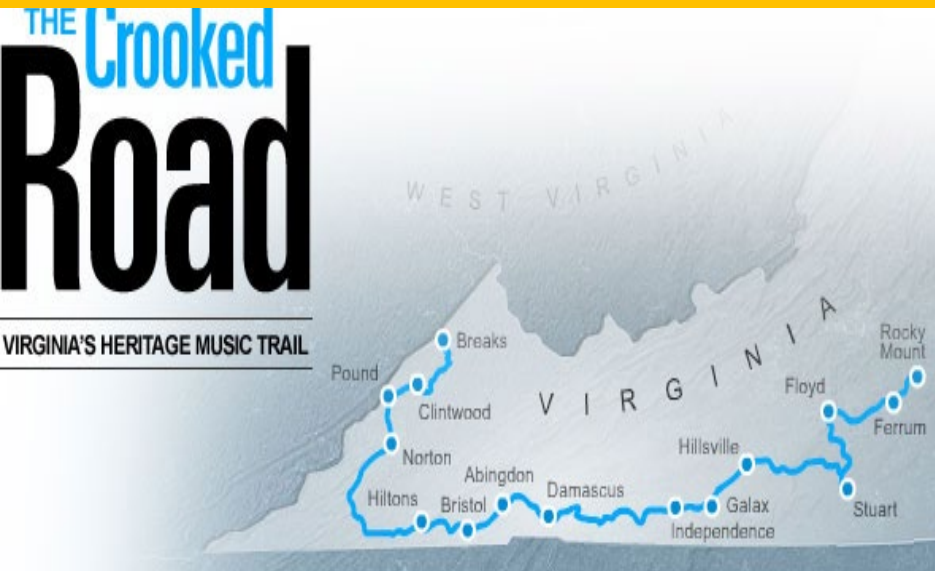 THE Crooked
Road
VIRGINIA'S HERITAGE MUSIC TRAIL
WEST VIRGINIA
VIRGINIA
Breaks
Pound
Clintwood
Norton
Hiltons
Bristol
Abingdon
Damascus
Independence
Galax
Hillsville
Stuart
Floyd
Ferrum
Rocky
Mount